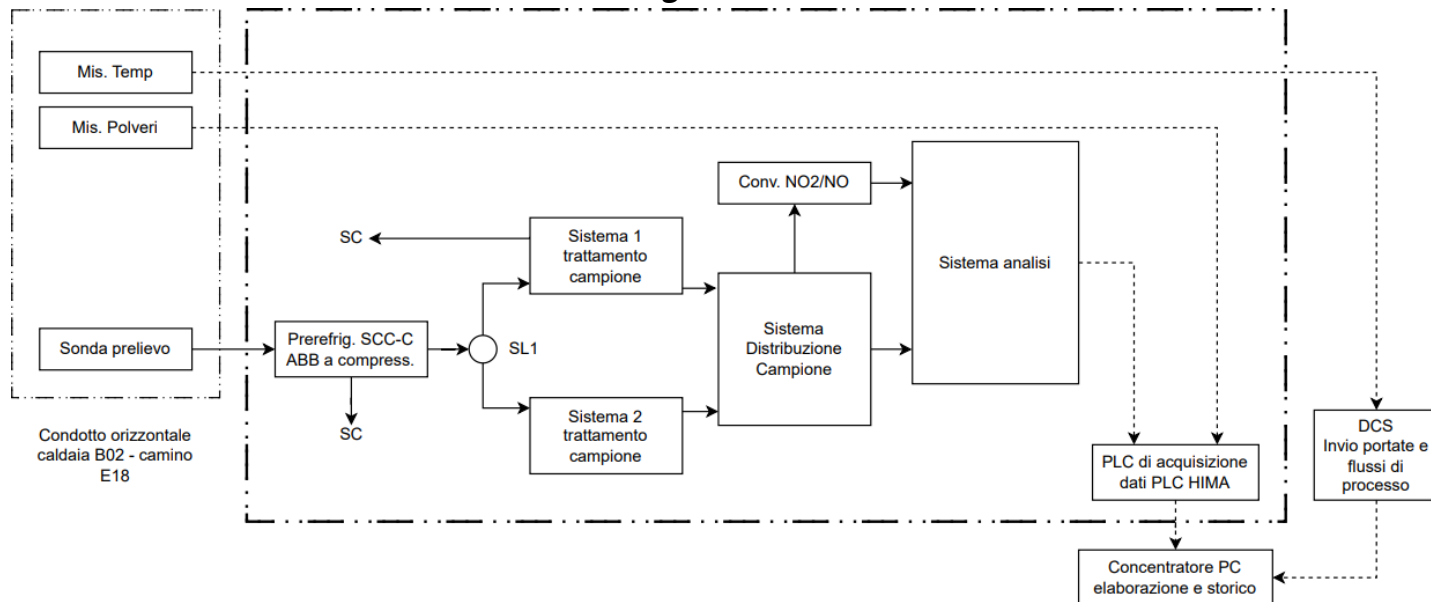 Mis. Temp
Mis. Polveri
Conv. NO2/NO
SC
Sistema 1
trattamento
campione
Sistema analisi
Sonda prelievo
Prerefrig. SCC-C
ABB a compress.
SL1
Sistema
Distribuzione
Campione
SC
Sistema 2
trattamento
campione
Condotto orizzontale
caldaia B02 - camino
E18
PLC di acquisizione
dati PLC HIMA
DCS
Invio portate e
flussi di
processo
Concentratore PC
elaborazione e storico